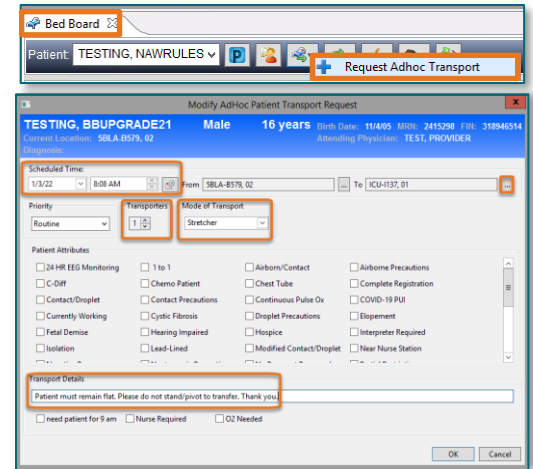 Bed Board
Patient: TESTING, NAWRULES
P
Request Adhoc Transport
Modify AdHoc Patient Transport Request
x
TESTING, BBUPGRADE21 Male 16 years Birth Date: 11/4/05 MRN: 2415298 FIN: 318946514
Current Location: 5BLA-B579, 02 Attending Physician: TEST, PROVIDER
Diagnosis:
Scheduled Time:
1/3/22 8:08 AM From 5BLA-B579, 02 ... To ICU-I137, 01 ...
Priority Transporters Mode of Transport
Routine 1 Stretcher
Patient Attributes
24 HR EEG Monitoring 1 to 1 Airborn/Contact Airborne Precautions
C-Diff Chemo Patient Chest Tube Complete Registration
Contact/Droplet Contact Precautions Continuous Pulse Ox COVID-19 PUI
Currently Working Cystic Fibrosis Droplet Precautions Elopement
Fetal Demise Hearing Impaired Hospice Interpreter Required
Isolation Lead-Lined Modified Contact/Droplet Near Nurse Station
Transport Details
Patient must remain flat. Please do not stand/pivot to transfer. Thank you.
need patient for 9 am Nurse Required O2 Needed
OK Cancel